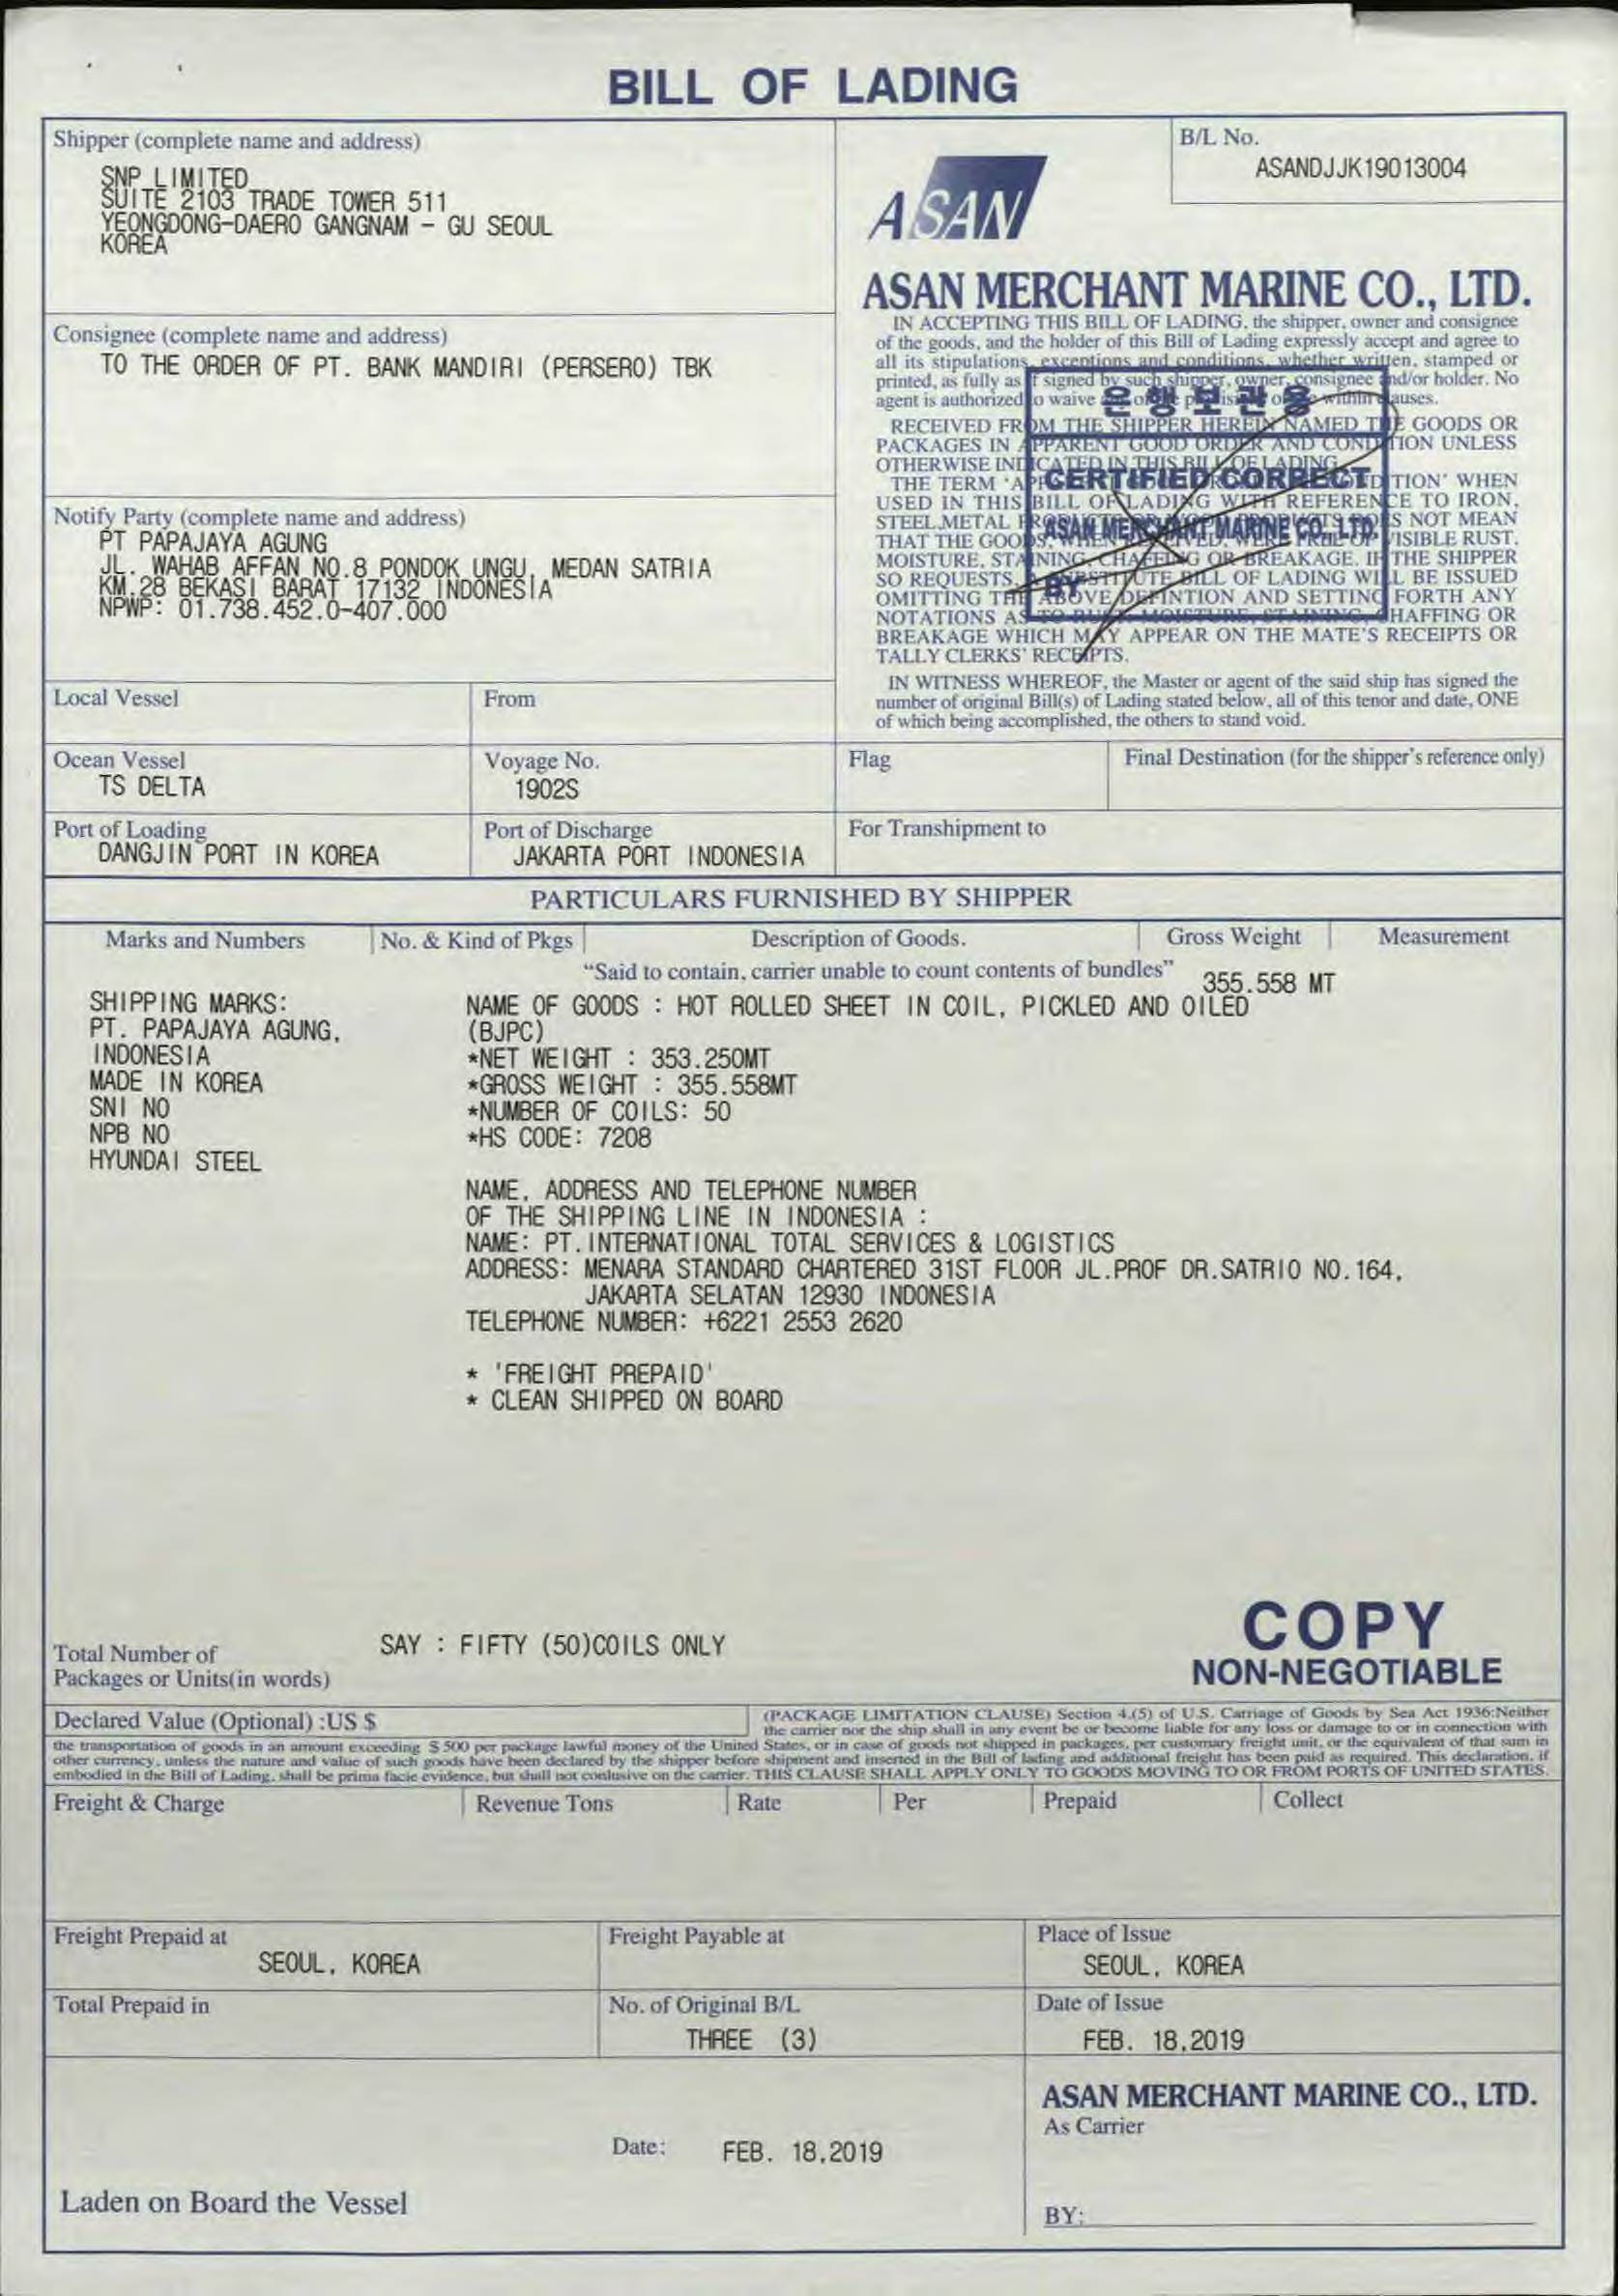 BILL OF LADING
Shipper (complete name and address)
SNP LIMITED
SUITE 2103 TRADE TOWER 511
YEONGDONG-DAERO GANGNAM - GU SEOUL
KOREA
B/L No.
ASANDJJK19013004
ASAN
ASAN MERCHANT MARINE CO., LTD.
IN ACCEPTING THIS BILL OF LADING, the shipper, owner and consignee
of the goods, and the holder of this Bill of Lading expressly accept and agree to
all its stipulations, exceptions and conditions, whether written, stamped or
printed, as fully as if signed by such shipper, owner, consignee and/or holder. No
agent is authorized to waive
RECEIVED FROM THE SHIPPER HEREIN NAMED THE GOODS OR
PACKAGES IN APPARENT GOOD ORDER AND CONDITION UNLESS
OTHERWISE INDICATED IN THIS BILL OF LADING
THE TERM
TION' WHEN
USED IN THIS BILL OF LADING WITH REFERENCE TO IRON,
STEEL,METAL
NOT MEAN
THAT THE GOODS,
VISIBLE RUST,
MOISTURE, STAINING, CHAFFING OR BREAKAGE. IF THE SHIPPER
SO REQUESTS,
BILL OF LADING WILL BE ISSUED
OMITTING THE ABOVE DEFINTION AND SETTING FORTH ANY
NOTATIONS AS TO RUST, MOISTURE, STAINING, CHAFFING OR
BREAKAGE WHICH MAY APPEAR ON THE MATE'S RECEIPTS OR
TALLY CLERKS' RECEIPTS.
IN WITNESS WHEREOF, the Master or agent of the said ship has signed the
number of original Bill(s) of Lading stated below, all of this tenor and date, ONE
of which being accomplished, the others to stand void.
은행보관용
CERTIFIED CORRECT
ASAN MERCHANT MARINE CO., LTD.
BY
Consignee (complete name and address)
TO THE ORDER OF PT. BANK MANDIRI (PERSERO) TBK
Notify Party (complete name and address)
PT PAPAJAYA AGUNG
JL. WAHAB AFFAN NO.8 PONDOK UNGU, MEDAN SATRIA
KM.28 BEKASI BARAT 17132 INDONESIA
NPWP: 01.738.452.0-407.000
Local Vessel
From
Ocean Vessel
TS DELTA
Voyage No.
1902S
Flag
Final Destination (for the shipper's reference only)
Port of Loading
DANGJIN PORT IN KOREA
Port of Discharge
JAKARTA PORT INDONESIA
For Transhipment to
PARTICULARS FURNISHED BY SHIPPER
Marks and Numbers No. & Kind of Pkgs Description of Goods. Gross Weight Measurement
"Said to contain, carrier unable to count contents of bundles"
355.558 MT
SHIPPING MARKS:
PT. PAPAJAYA AGUNG,
INDONESIA
MADE IN KOREA
SNI NO
NPB NO
HYUNDAI STEEL
NAME OF GOODS : HOT ROLLED SHEET IN COIL, PICKLED AND OILED
(BJPC)
*NET WEIGHT : 353.250MT
*GROSS WEIGHT : 355.558MT
*NUMBER OF COILS: 50
*HS CODE: 7208
NAME, ADDRESS AND TELEPHONE NUMBER
OF THE SHIPPING LINE IN INDONESIA :
NAME: PT.INTERNATIONAL TOTAL SERVICES & LOGISTICS
ADDRESS: MENARA STANDARD CHARTERED 31ST FLOOR JL.PROF DR.SATRIO NO.164,
JAKARTA SELATAN 12930 INDONESIA
TELEPHONE NUMBER: +6221 2553 2620
* 'FREIGHT PREPAID'
* CLEAN SHIPPED ON BOARD
COPY
NON-NEGOTIABLE
Total Number of
Packages or Units(in words)
SAY : FIFTY (50)COILS ONLY
Declared Value (Optional) :US $
(PACKAGE LIMITATION CLAUSE) Section 4.(5) of U.S. Carriage of Goods by Sea Act 1936:Neither
the carrier nor the ship shall in any event be or become liable for any loss or damage to or in connection with
the transportation of goods in an amount exceeding $ 500 per package lawful money of the United States, or in case of goods not shipped in packages, per customary freight unit, or the equivalent of that sum in
other currency, unless the nature and value of such goods have been declared by the shipper before shipment and inserted in the Bill of lading and additional freight has been paid as required. This declaration, if
embodied in the Bill of Lading, shall be prima facie evidence, but shall not conlusive on the carrier. THIS CLAUSE SHALL APPLY ONLY TO GOODS MOVING TO OR FROM PORTS OF UNITED STATES.
Freight & Charge Revenue Tons Rate Per Prepaid Collect
Freight Prepaid at
SEOUL, KOREA
Freight Payable at
Place of Issue
SEOUL, KOREA
Total Prepaid in
No. of Original B/L
THREE (3)
Date of Issue
FEB. 18,2019
ASAN MERCHANT MARINE CO., LTD.
As Carrier
Date: FEB. 18,2019
Laden on Board the Vessel
BY: